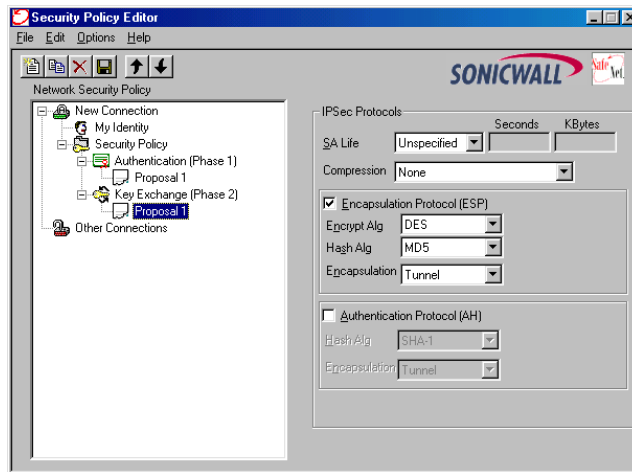 Security Policy Editor
File Edit Options Help
SONICWALL
Safe Net.
Network Security Policy
New Connection
My Identity
Security Policy
Authentication (Phase 1)
Proposal 1
Key Exchange (Phase 2)
Proposal 1
Other Connections
IPSec Protocols
Seconds KBytes
SA Life Unspecified
Compression None
Encapsulation Protocol (ESP)
Encrypt Alg DES
Hash Alg MD5
Encapsulation Tunnel
Authentication Protocol (AH)
Hash Alg SHA-1
Encapsulation Tunnel